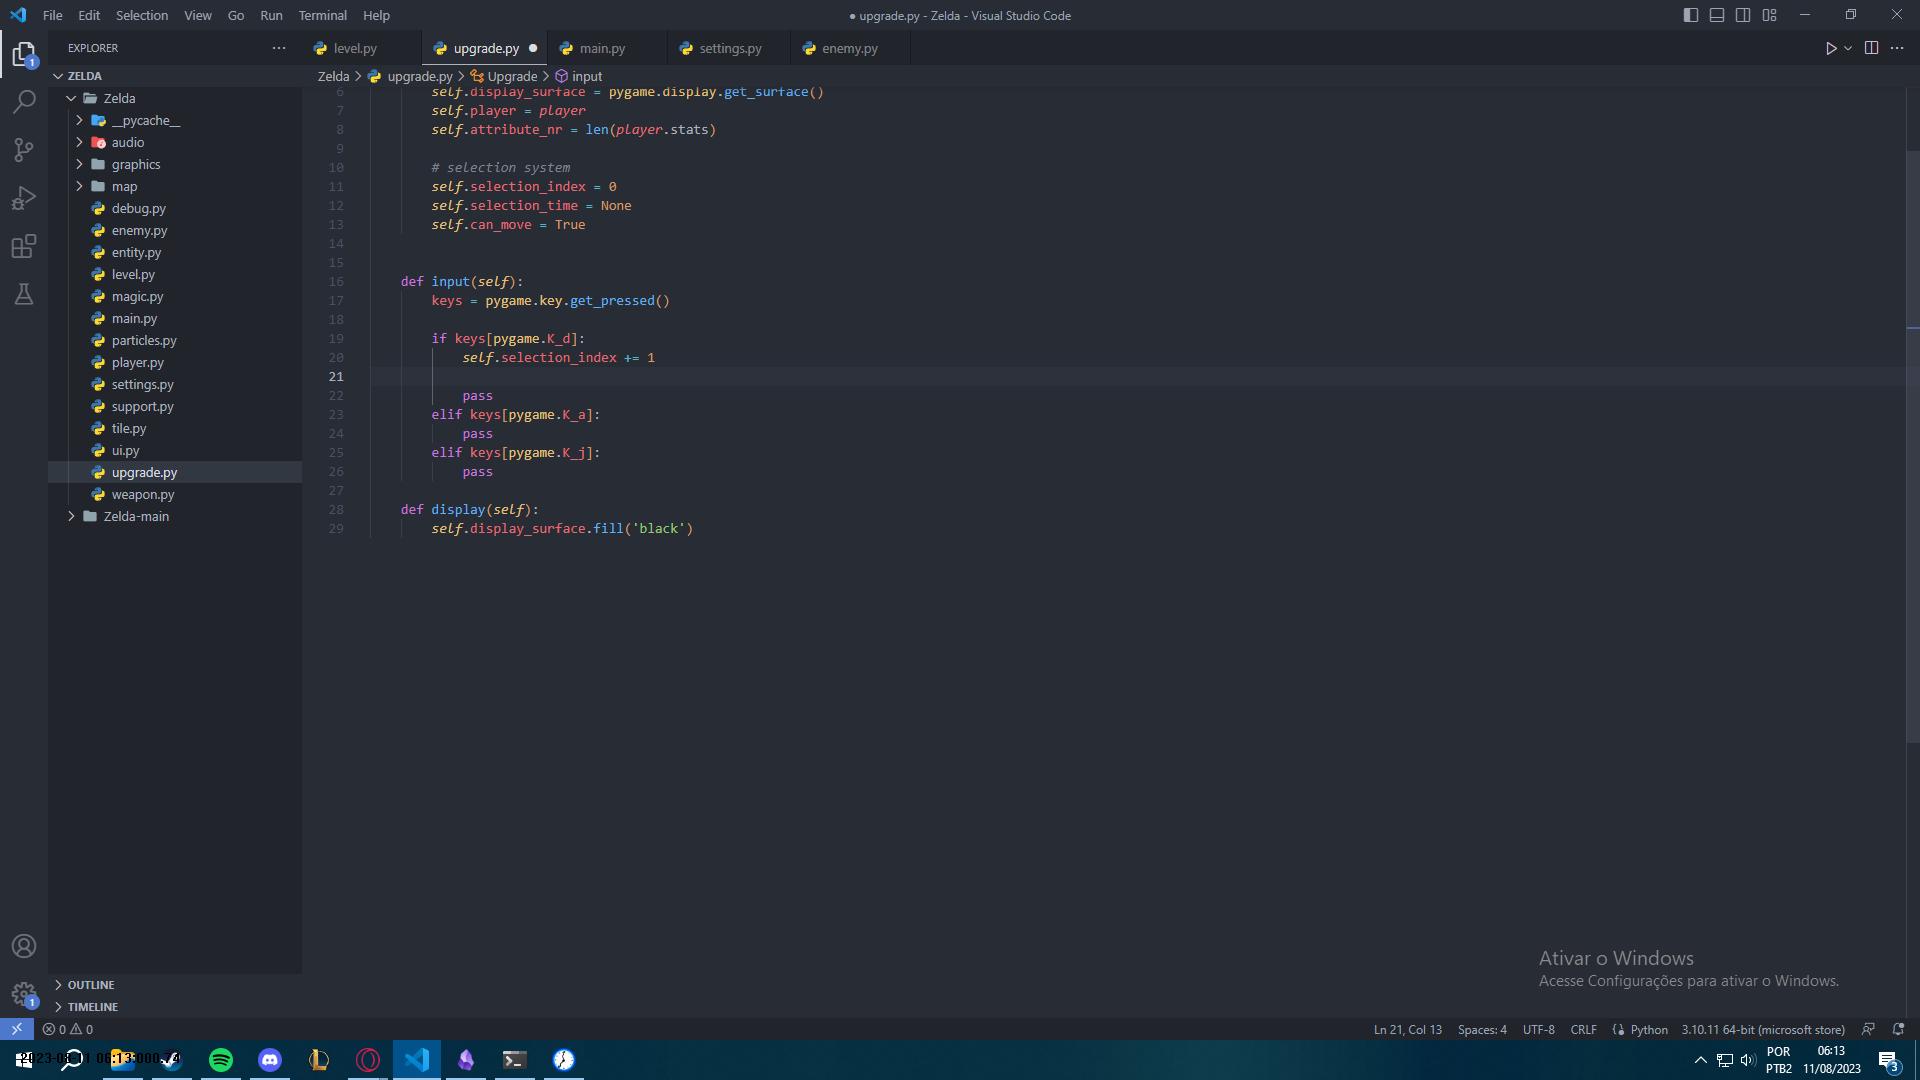 File Edit Selection View Go Run Terminal Help
● upgrade.py - Zelda - Visual Studio Code
EXPLORER
level.py upgrade.py main.py settings.py enemy.py
ZELDA
Zelda > upgrade.py > Upgrade > input
Zelda
__pycache__
audio
graphics
map
debug.py
enemy.py
entity.py
level.py
magic.py
main.py
particles.py
player.py
settings.py
support.py
tile.py
ui.py
upgrade.py
weapon.py
Zelda-main
OUTLINE
TIMELINE
6 self.display_surface = pygame.display.get_surface()
7 self.player = player
8 self.attribute_nr = len(player.stats)
9
10 # selection system
11 self.selection_index = 0
12 self.selection_time = None
13 self.can_move = True
14
15
16 def input(self):
17 keys = pygame.key.get_pressed()
18
19 if keys[pygame.K_d]:
20 self.selection_index += 1
21
22 pass
23 elif keys[pygame.K_a]:
24 pass
25 elif keys[pygame.K_j]:
26 pass
27
28 def display(self):
29 self.display_surface.fill('black')
Ativar o Windows
Acesse Configurações para ativar o Windows.
1
1
0 0
Ln 21, Col 13 Spaces: 4 UTF-8 CRLF Python 3.10.11 64-bit (microsoft store)
POR
PTB2
06:13
11/08/2023
3